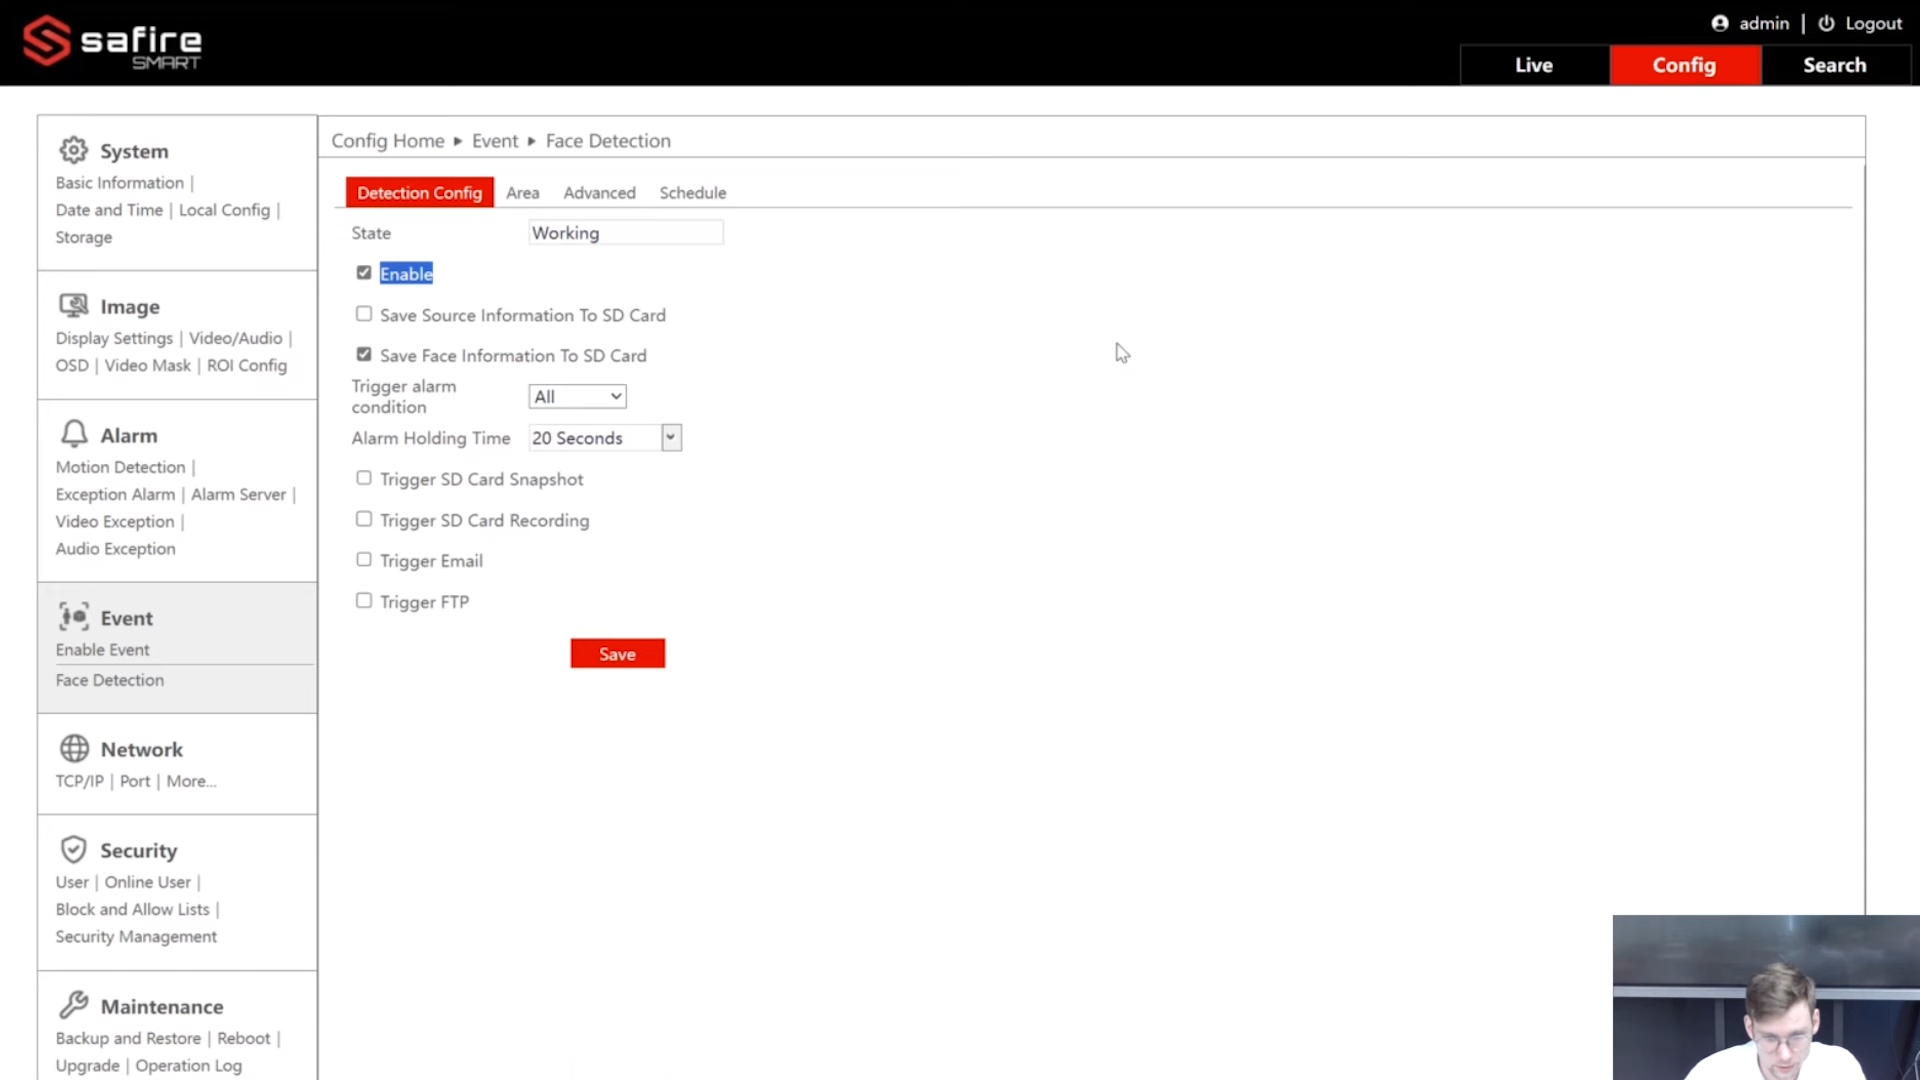 safire
SMART
admin | Logout
Live Config Search
System
Basic Information |
Date and Time | Local Config |
Storage
Image
Display Settings | Video/Audio |
OSD | Video Mask | ROI Config
Alarm
Motion Detection |
Exception Alarm | Alarm Server |
Video Exception |
Audio Exception
Event
Enable Event
Face Detection
Network
TCP/IP | Port | More...
Security
User | Online User |
Block and Allow Lists |
Security Management
Maintenance
Backup and Restore | Reboot |
Upgrade | Operation Log
Config Home ▸ Event ▸ Face Detection
Detection Config Area Advanced Schedule
State Working
Enable
Save Source Information To SD Card
Save Face Information To SD Card
Trigger alarm
condition All
Alarm Holding Time 20 Seconds
Trigger SD Card Snapshot
Trigger SD Card Recording
Trigger Email
Trigger FTP
Save